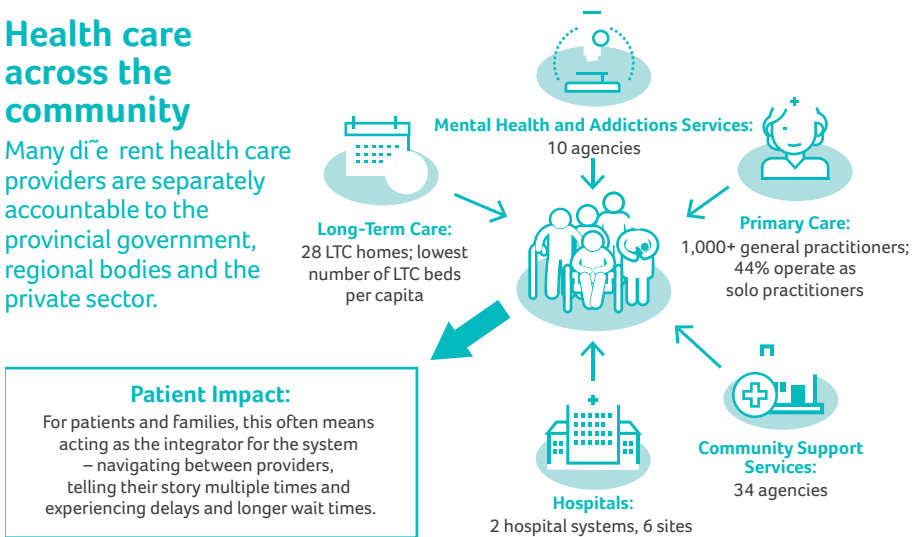 Health care
across the
community
Many di˜e rent health care
providers are separately
accountable to the
provincial government,
regional bodies and the
private sector.
Mental Health and Addictions Services:
10 agencies
Long-Term Care:
28 LTC homes; lowest
number of LTC beds
per capita
Primary Care:
1,000+ general practitioners;
44% operate as
solo practitioners
Patient Impact:
For patients and families, this often means
acting as the integrator for the system
– navigating between providers,
telling their story multiple times and
experiencing delays and longer wait times.
Hospitals:
2 hospital systems, 6 sites
Community Support
Services:
34 agencies